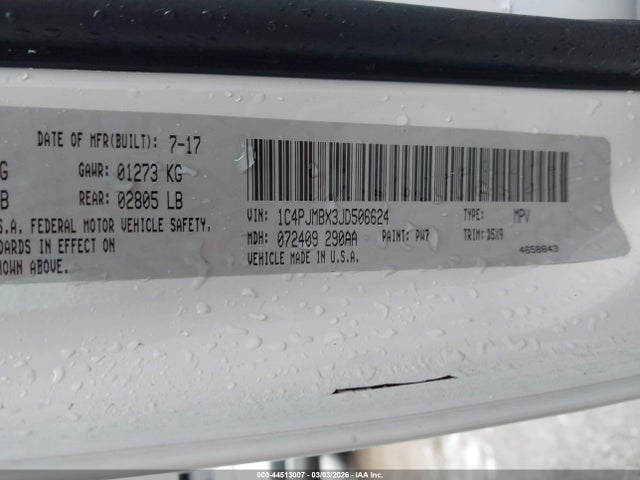 DATE OF MFR(BUILT): 7-17
G GAWR: 01273 KG
B REAR: 02805 LB
S.A. FEDERAL MOTOR VEHICLE SAFETY.
DARDS IN EFFECT ON
HOWN ABOVE.
VIN: 1C4PJMBX3JD506624 TYPE: MPV
MDH: 072409 290AA PAINT: PW7 TRIM: D5X9
VEHICLE MADE IN U.S.A. 4658843
000-44513007 - 03/03/2026 - IAA Inc.